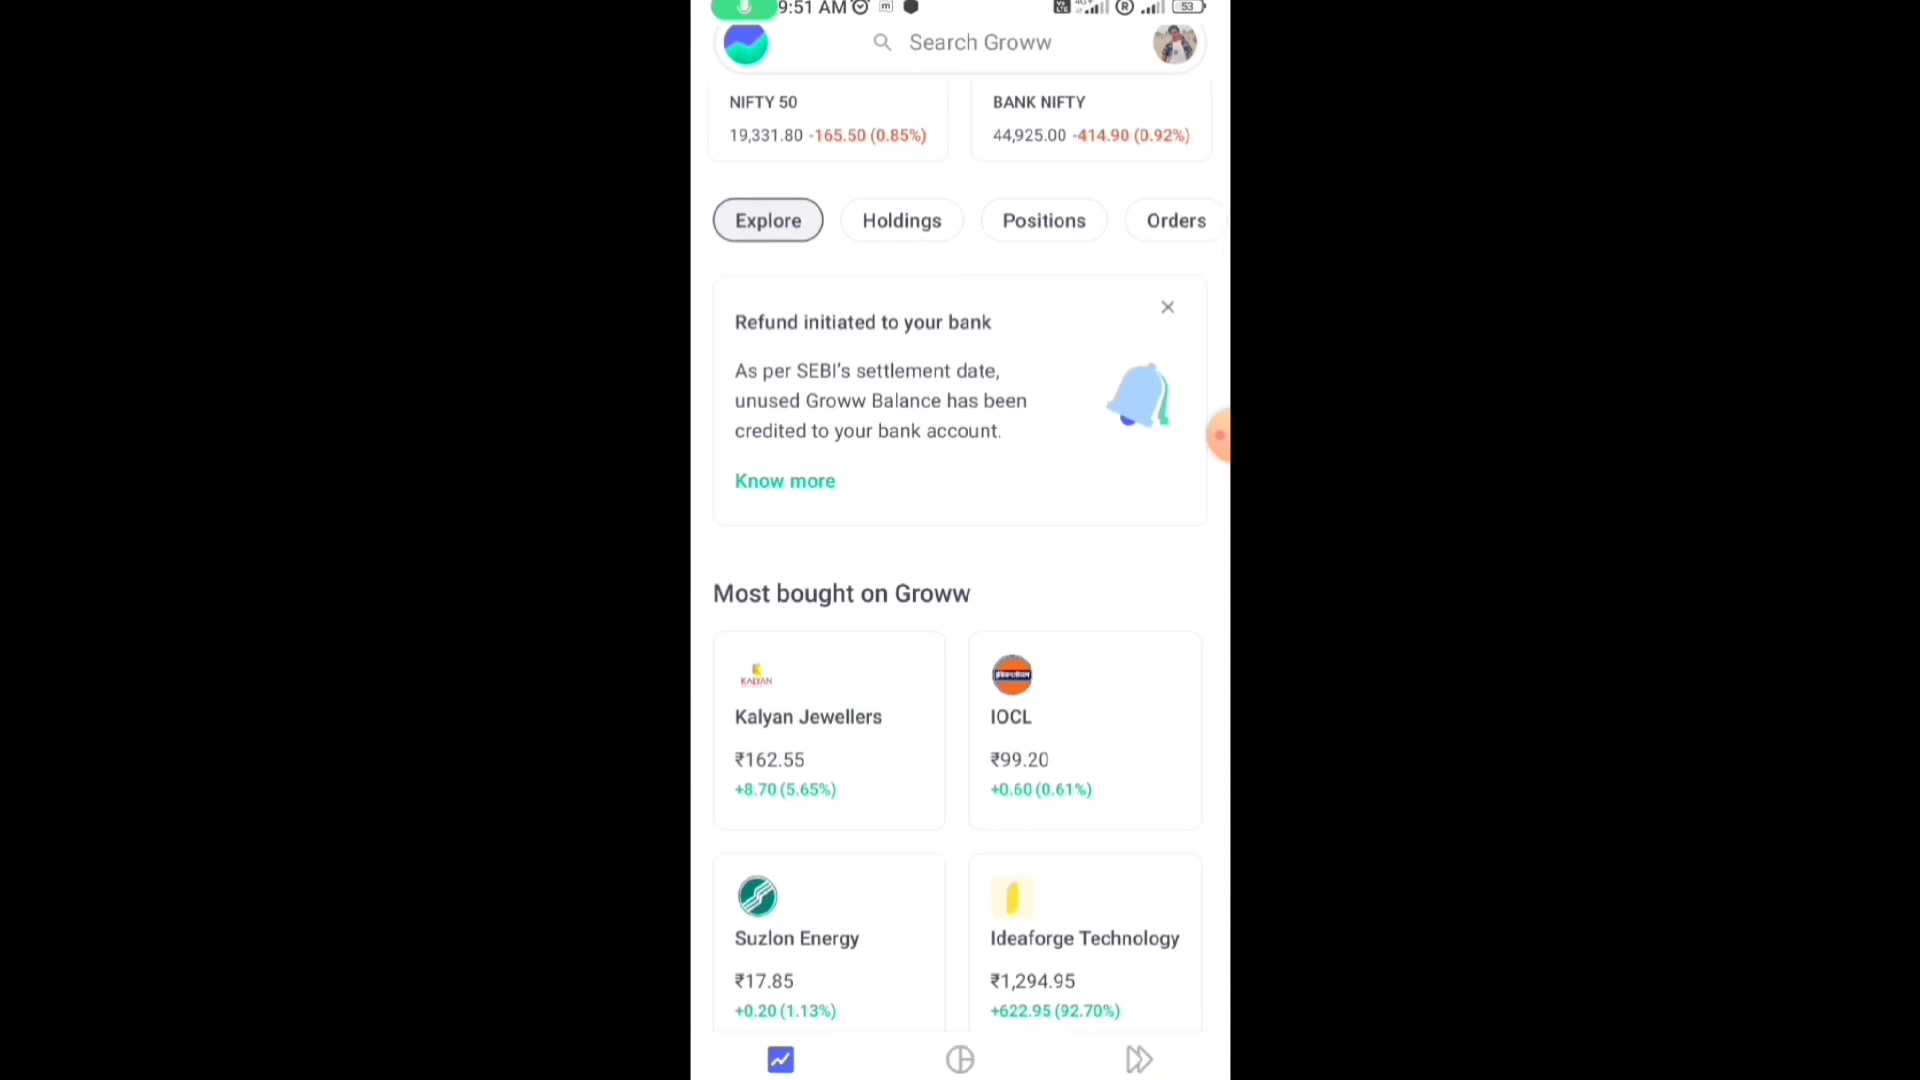 9:51 AM
53
Search Groww
NIFTY 50
19,331.80 -165.50 (0.85%)
BANK NIFTY
44,925.00 -414.90 (0.92%)
Explore
Holdings
Positions
Orders
Refund initiated to your bank
As per SEBI's settlement date,
unused Groww Balance has been
credited to your bank account.
Know more
Most bought on Groww
KALYAN
Kalyan Jewellers
₹162.55
+8.70 (5.65%)
IOCL
₹99.20
+0.60 (0.61%)
Suzlon Energy
₹17.85
+0.20 (1.13%)
Ideaforge Technology
₹1,294.95
+622.95 (92.70%)